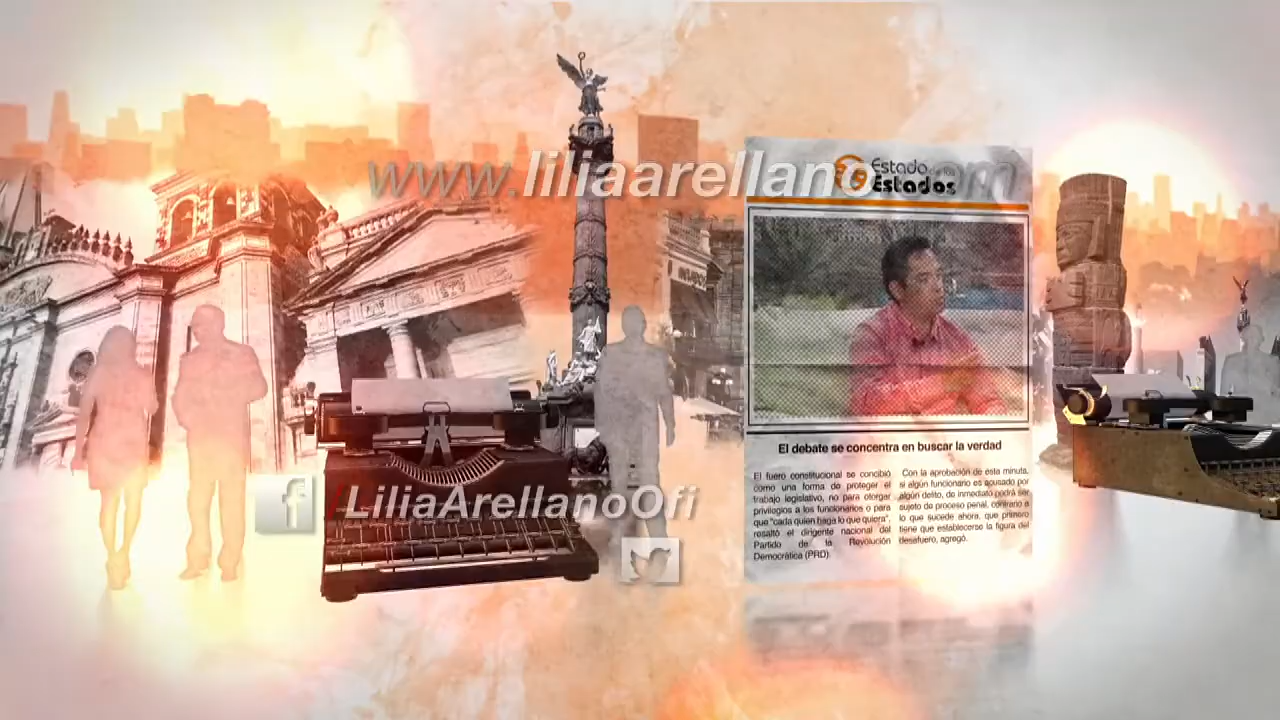 www.liliaarellano.com
Estado de los
Estados
El debate se concentra en buscar la verdad
El fuero constitucional se concibió
como una forma de proteger el
trabajo legislativo, no para otorgar
privilegios a los funcionarios o para
que "cada quien haga lo que quiera",
resaltó el dirigente nacional del
Partido de la Revolución
Democrática (PRD).
Con la aprobación de esta minuta,
si algún funcionario es acusado por
algún delito, de inmediato podrá ser
sujeto de proceso penal, contrario a
lo que sucede ahora, que primero
tiene que establecerse la figura del
desafuero, agregó.
f /LiliaArellanoOfi